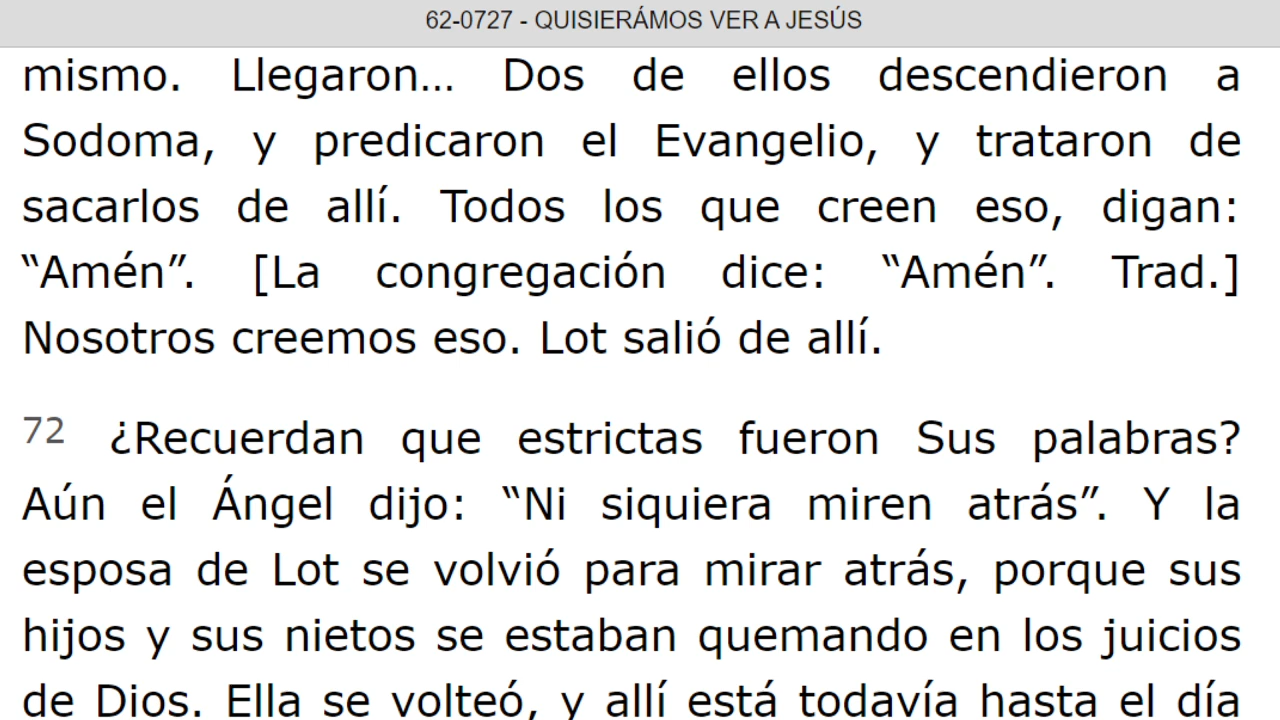 62-0727 - QUISIERÁMOS VER A JESÚS
mismo. Llegaron… Dos de ellos descendieron a
Sodoma, y predicaron el Evangelio, y trataron de
sacarlos de allí. Todos los que creen eso, digan:
“Amén”. [La congregación dice: “Amén”. Trad.]
Nosotros creemos eso. Lot salió de allí.
72 ¿Recuerdan que estrictas fueron Sus palabras?
Aún el Ángel dijo: “Ni siquiera miren atrás”. Y la
esposa de Lot se volvió para mirar atrás, porque sus
hijos y sus nietos se estaban quemando en los juicios
de Dios. Ella se volteó, y allí está todavía hasta el día